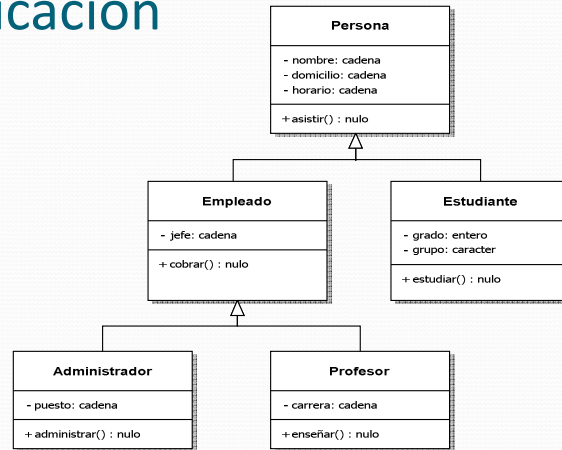 icación
Persona
- nombre: cadena
- domicilio: cadena
- horario: cadena
+asistir() : nulo
Empleado
- jefe: cadena
+ cobrar() : nulo
Estudiante
- grado: entero
- grupo: caracter
+ estudiar() : nulo
Administrador
- puesto: cadena
+administrar() : nulo
Profesor
- carrera: cadena
+enseñar() : nulo